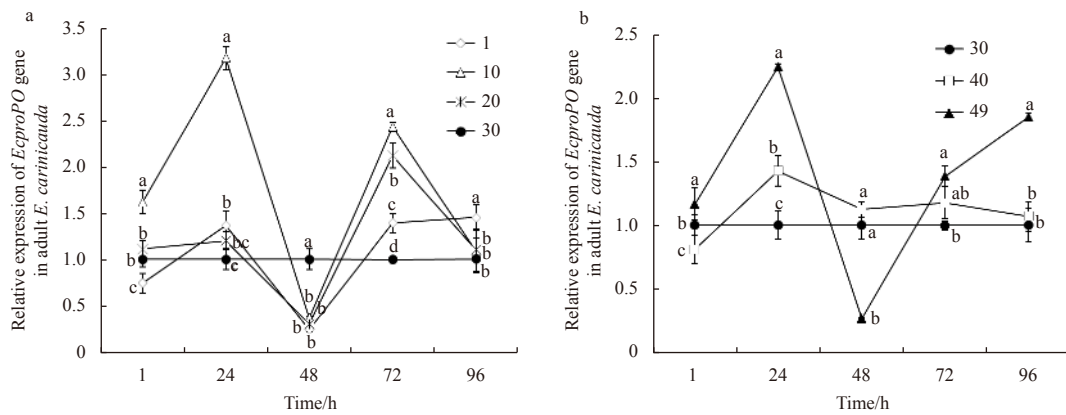 a
Relative expression of EcproPO gene
in adult E. carinicauda
3.5
3.0
2.5
2.0
1.5
1.0
0.5
0
1
10
20
30
a
a
b
b
c
a
b
bc
c
a
b
b
b
b
a
b
c
d
a
b
b
b
1
24
48
72
96
Time/h
b
Relative expression of EcproPO gene
in adult E. carinicauda
2.5
2.0
1.5
1.0
0.5
0
30
40
49
a
b
c
a
b
c
a
a
b
a
ab
b
a
b
b
1
24
48
72
96
Time/h